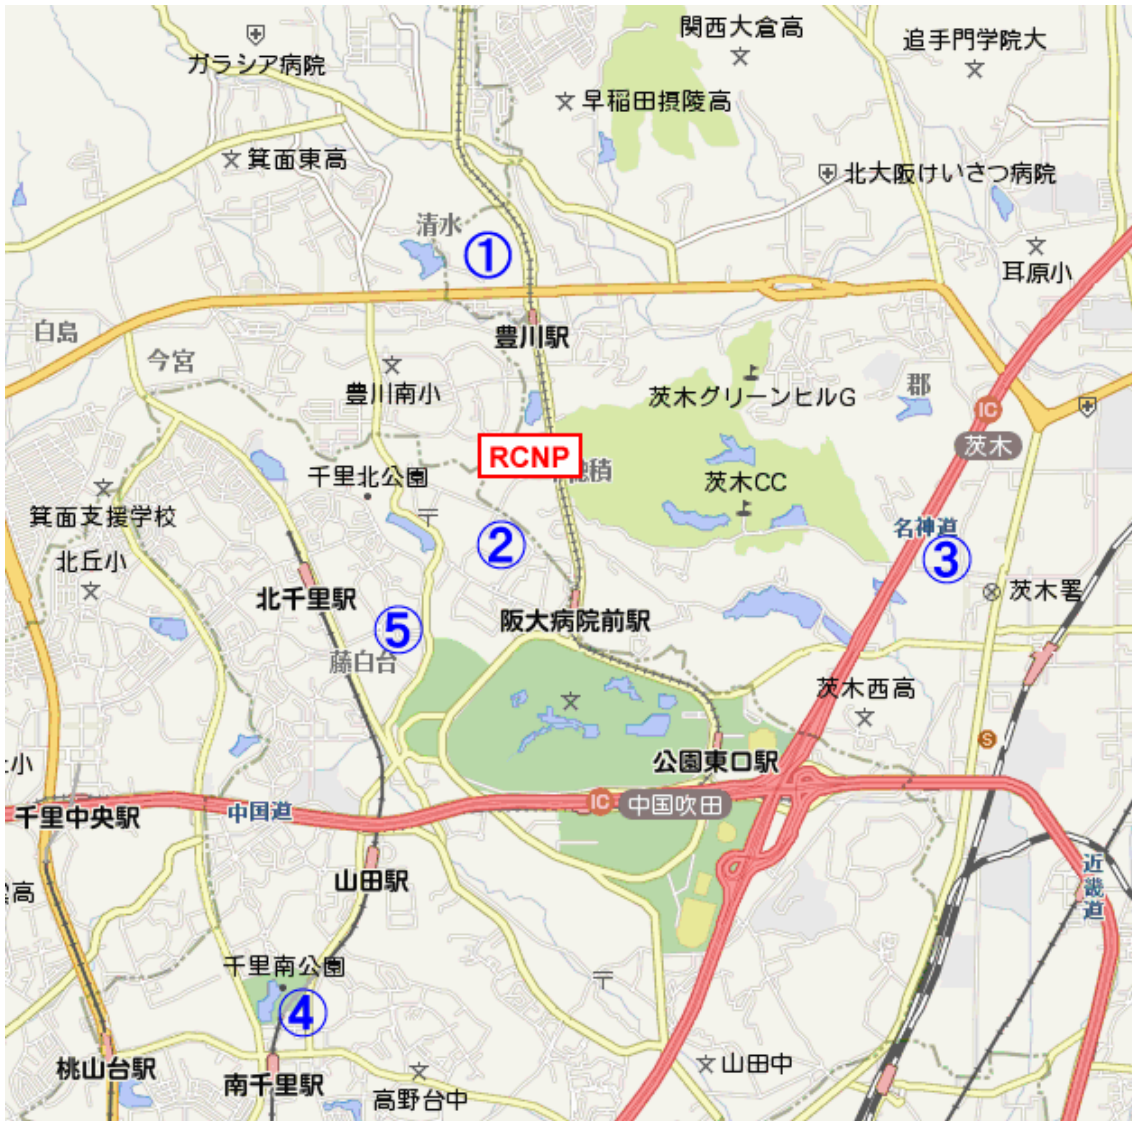 関西大倉高
追手門学院大
ガラシア病院
早稲田摂陵高
箕面東高
北大阪けいさつ病院
清水
①
耳原小
白島
豊川駅
今宮
豊川南小
茨木グリーンヒルG
郡
IC
茨木
RCNP
穂積
千里北公園
茨木CC
箕面支援学校
名神道
②
③
北丘小
北千里駅
茨木署
⑤
阪大病院前駅
藤白台
茨木西高
S
公園東口駅
小
IC
中国吹田
中国道
千里中央駅
山田駅
近畿道
高
千里南公園
④
桃山台駅
南千里駅
山田中
高野台中